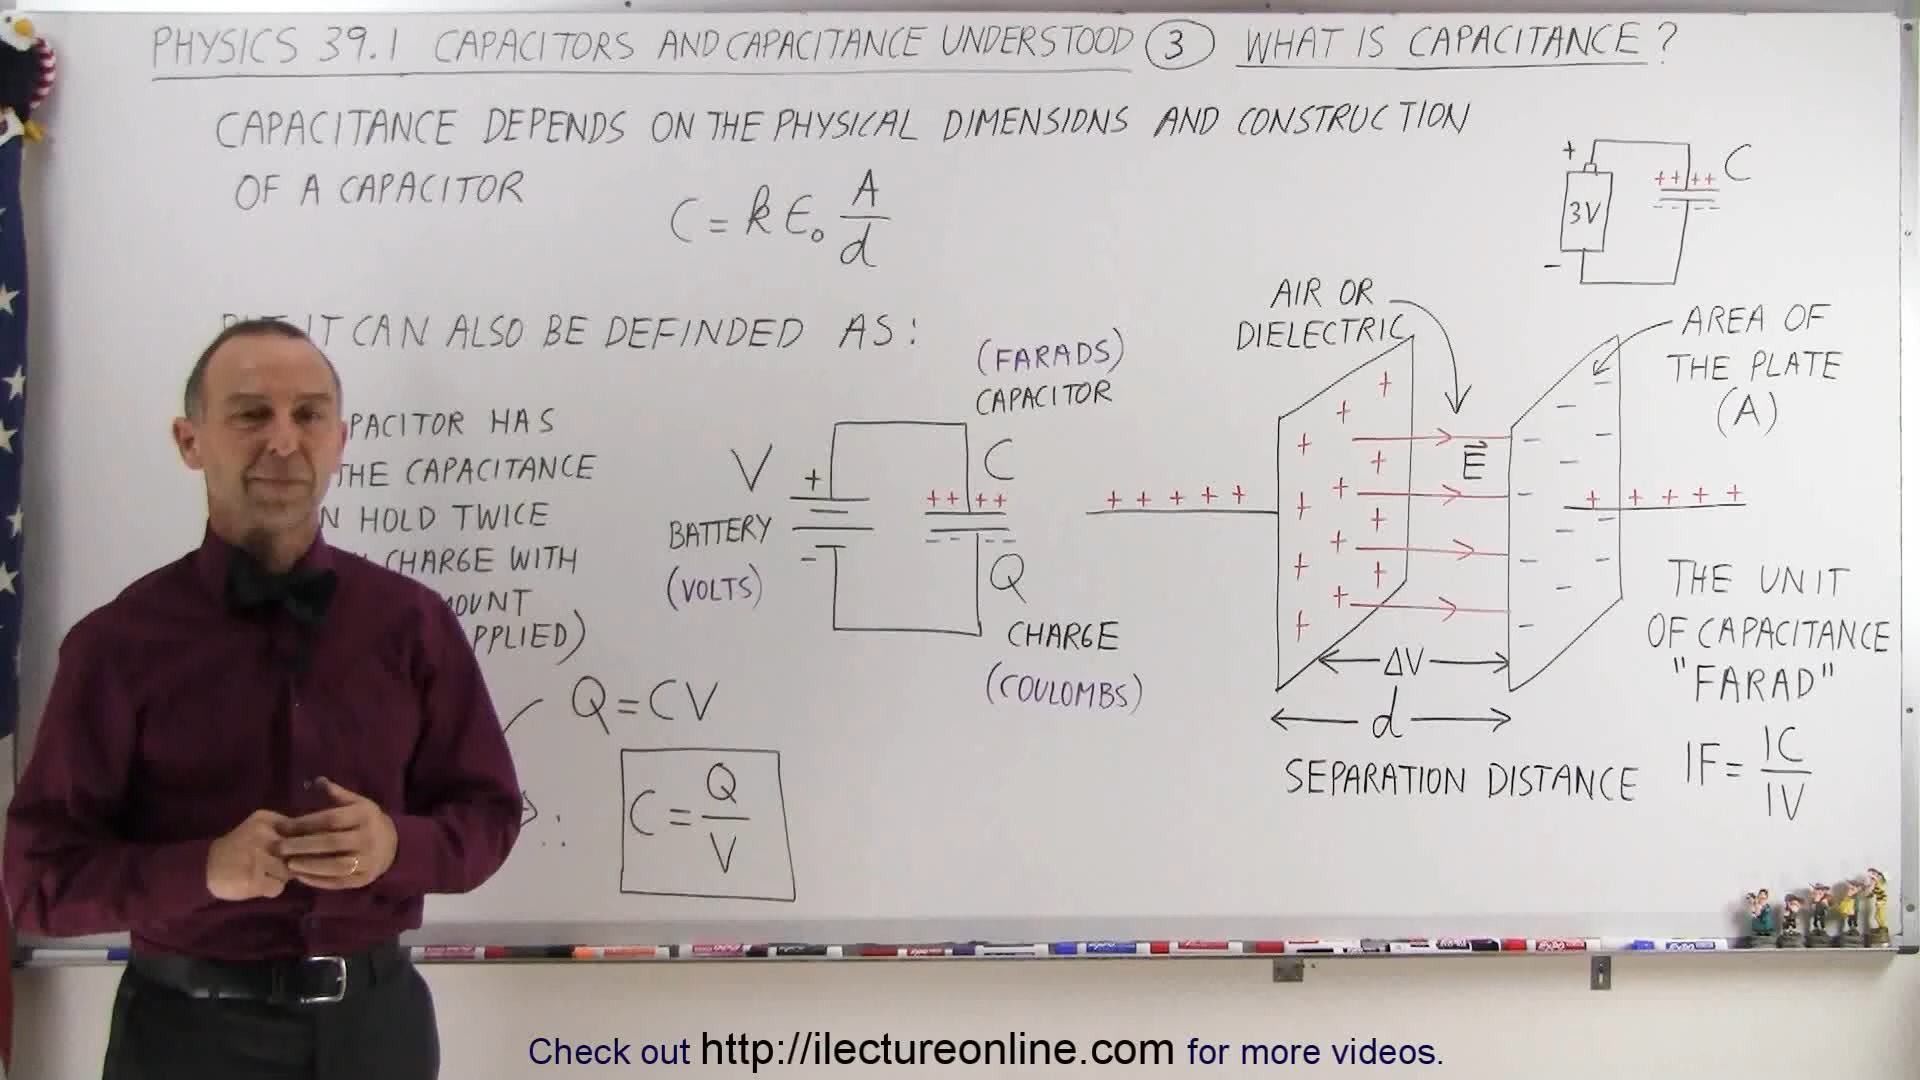 PHYSICS 39.1 CAPACITORS AND CAPACITANCE UNDERSTOOD 3 WHAT IS CAPACITANCE?
CAPACITANCE DEPENDS ON THE PHYSICAL DIMENSIONS AND CONSTRUCTION
OF A CAPACITOR
C = k ε₀ A/d
IT CAN ALSO BE DEFINDED AS:
PACITOR HAS
THE CAPACITANCE
N HOLD TWICE
CHARGE WITH
OUNT
PPLIED)
Q = CV
∴
C = Q/V
(FARADS)
CAPACITOR
V + C
++ ++
BATTERY
(VOLTS)
-
Q
CHARGE
(COULOMBS)
+ ++ ++ C
3V
-
AIR OR
DIELECTRIC
AREA OF
THE PLATE
(A)
E
+ + + + +
+ + + + +
ΔV
d
SEPARATION DISTANCE
THE UNIT
OF CAPACITANCE
"FARAD"
1F = 1C/1V
Check out http://ilectureonline.com for more videos.